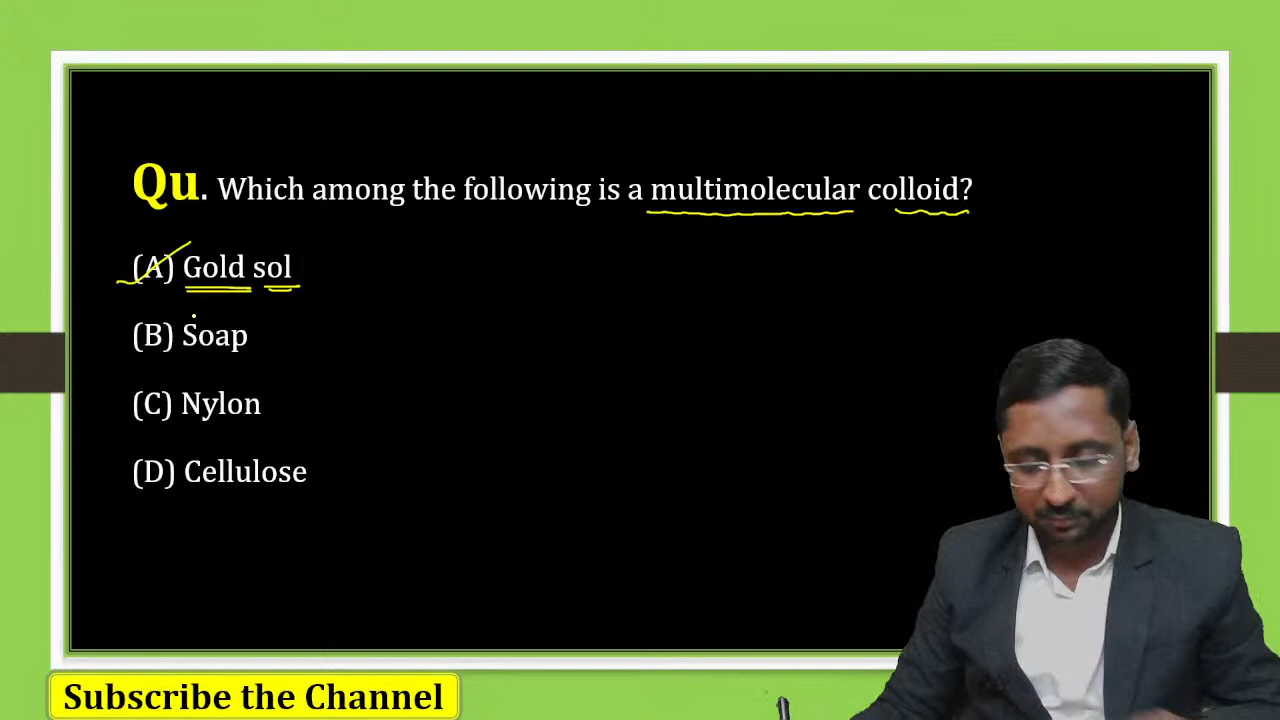 Qu. Which among the following is a multimolecular colloid?
(A) Gold sol
(B) Soap
(C) Nylon
(D) Cellulose
Subscribe the Channel